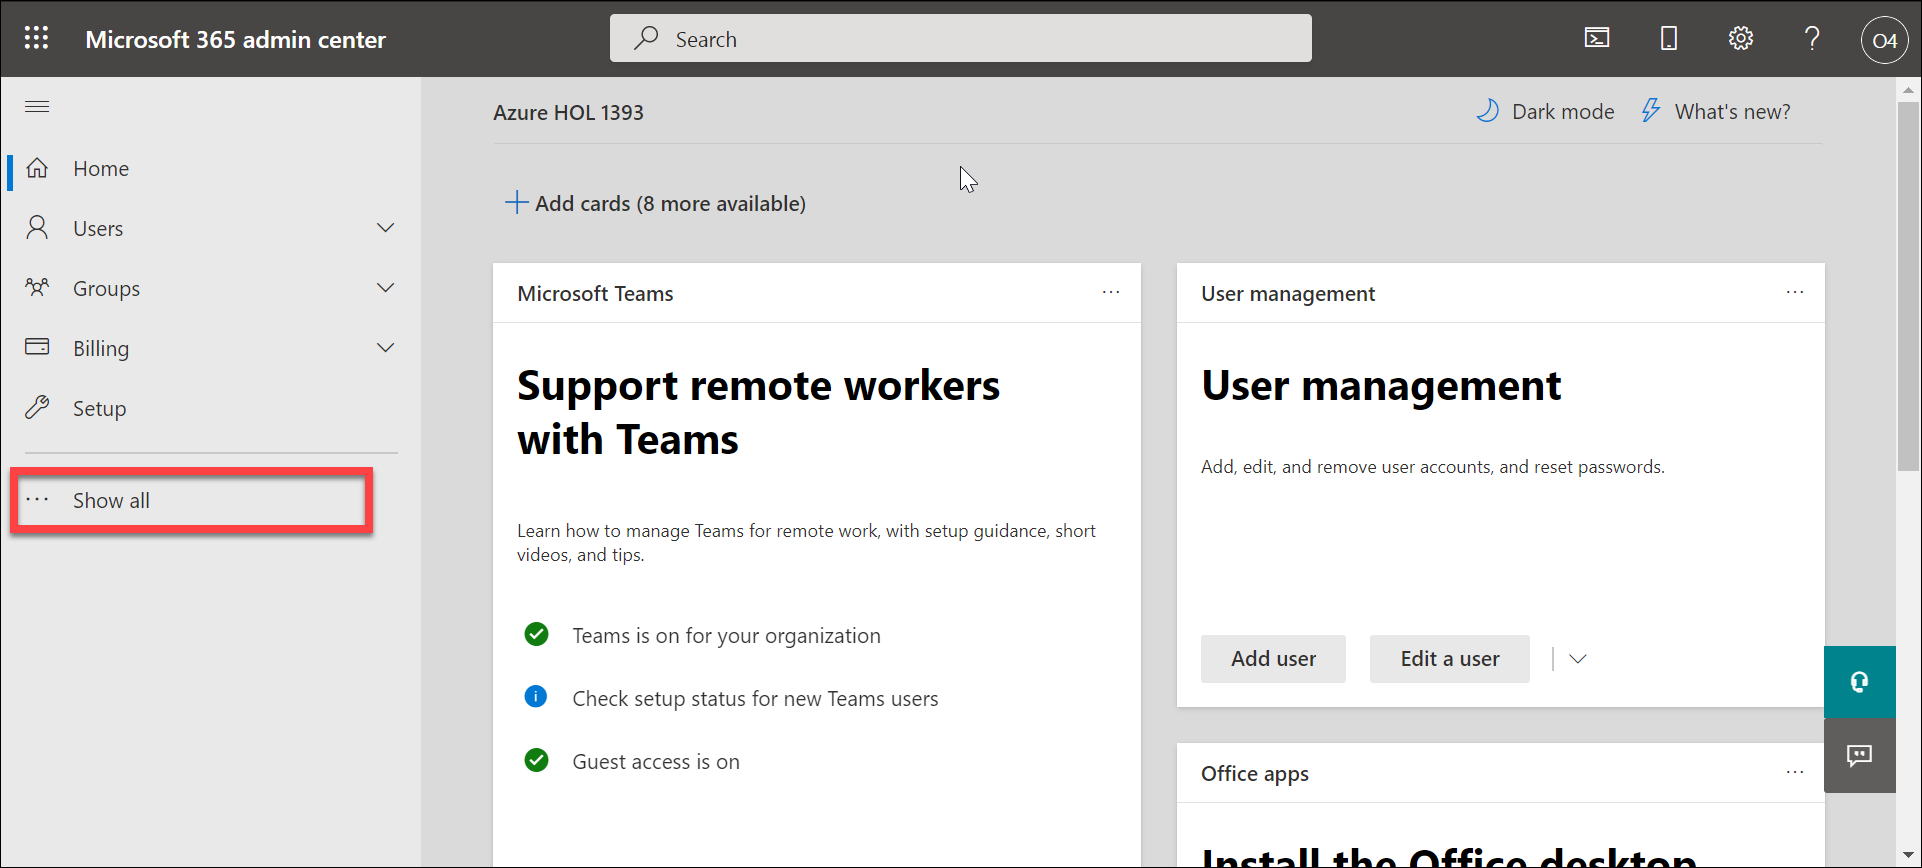 Microsoft 365 admin center
Search
O4
Home
Users
Groups
Billing
Setup
Show all
Azure HOL 1393
Dark mode
What's new?
Add cards (8 more available)
Microsoft Teams
Support remote workers
with Teams
Learn how to manage Teams for remote work, with setup guidance, short
videos, and tips.
Teams is on for your organization
Check setup status for new Teams users
Guest access is on
User management
User management
Add, edit, and remove user accounts, and reset passwords.
Add user
Edit a user
Office apps
Install the Office desktop